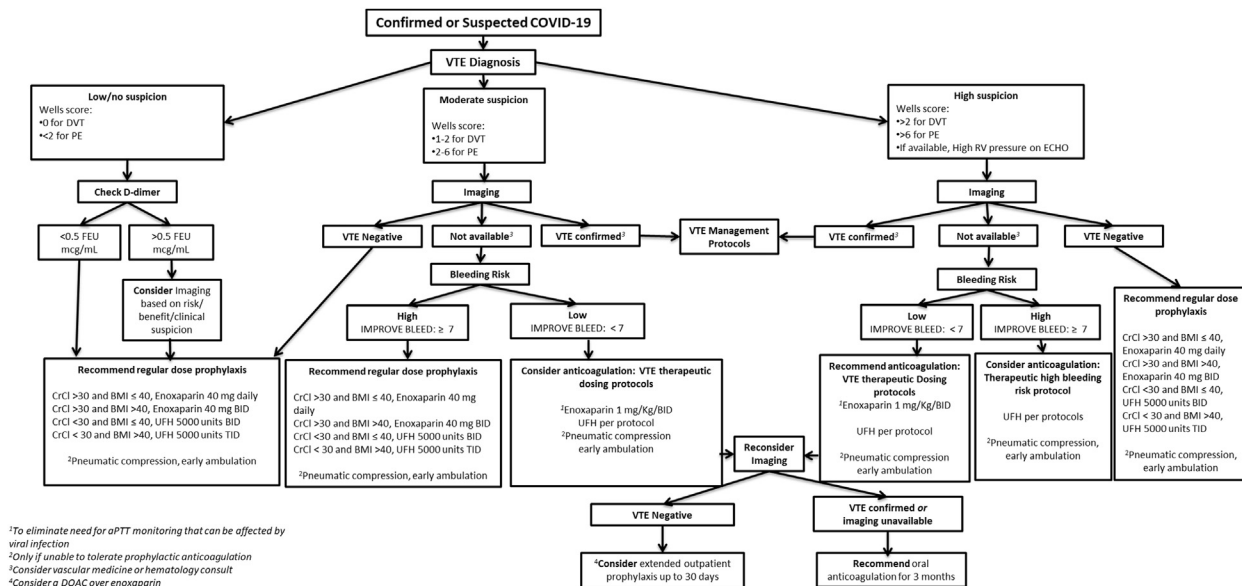 Confirmed or Suspected COVID-19
VTE Diagnosis
Low/no suspicion
Wells score:
•0 for DVT
•<2 for PE
Moderate suspicion
Wells score:
•1-2 for DVT
•2-6 for PE
High suspicion
Wells score:
•>2 for DVT
•>6 for PE
•If available, High RV pressure on ECHO
Check D-dimer
Imaging
Imaging
<0.5 FEU
mcg/mL
>0.5 FEU
mcg/mL
VTE Negative
Not available³
VTE confirmed³
VTE Management
Protocols
VTE confirmed³
Not available³
VTE Negative
Consider Imaging
based on risk/
benefit/clinical
suspicion
Bleeding Risk
High
IMPROVE BLEED: ≥ 7
Low
IMPROVE BLEED: < 7
Bleeding Risk
Low
IMPROVE BLEED: < 7
High
IMPROVE BLEED: ≥ 7
Recommend regular dose prophylaxis
CrCl >30 and BMI ≤ 40, Enoxaparin 40 mg daily
CrCl >30 and BMI >40, Enoxaparin 40 mg BID
CrCl <30 and BMI ≤ 40, UFH 5000 units BID
CrCl < 30 and BMI >40, UFH 5000 units TID
²Pneumatic compression, early ambulation
Recommend regular dose prophylaxis
CrCl >30 and BMI ≤ 40, Enoxaparin 40 mg
daily
CrCl >30 and BMI >40, Enoxaparin 40 mg BID
CrCl <30 and BMI ≤ 40, UFH 5000 units BID
CrCl < 30 and BMI >40, UFH 5000 units TID
²Pneumatic compression, early ambulation
Consider anticoagulation: VTE therapeutic
dosing protocols
¹Enoxaparin 1 mg/Kg/BID
UFH per protocol
²Pneumatic compression
early ambulation
Recommend anticoagulation:
VTE therapeutic Dosing
protocols
¹Enoxaparin 1 mg/Kg/BID
UFH per protocol
²Pneumatic compression
early ambulation
Consider anticoagulation:
Therapeutic high bleeding
risk protocol
UFH per protocols
²Pneumatic compression,
early ambulation
Recommend regular dose
prophylaxis
CrCl >30 and BMI ≤ 40,
Enoxaparin 40 mg daily
CrCl >30 and BMI >40,
Enoxaparin 40 mg BID
CrCl <30 and BMI ≤ 40,
UFH 5000 units BID
CrCl < 30 and BMI >40,
UFH 5000 units TID
²Pneumatic compression,
early ambulation
Reconsider
Imaging
VTE Negative
VTE confirmed or
imaging unavailable
⁴Consider extended outpatient
prophylaxis up to 30 days
Recommend oral
anticoagulation for 3 months
¹To eliminate need for aPTT monitoring that can be affected by
viral infection
²Only if unable to tolerate prophylactic anticoagulation
³Consider vascular medicine or hematology consult
⁴Consider a DOAC over enoxaparin